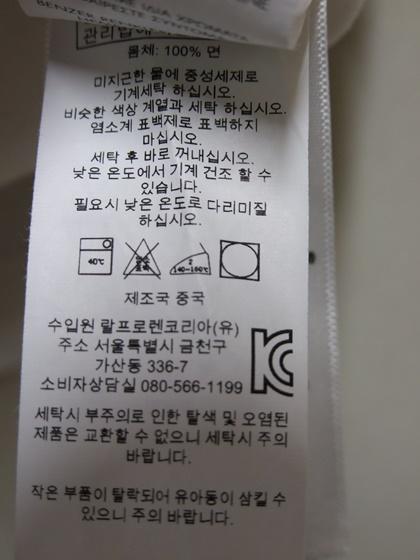 몸체: 100% 면
미지근한 물에 중성세제로
기계세탁 하십시오.
비슷한 색상 계열과 세탁 하십시오.
염소계 표백제로 표백하지
마십시오.
세탁 후 바로 꺼내십시오.
낮은 온도에서 기계 건조 할 수
있습니다.
필요시 낮은 온도로 다리미질
하십시오.
40℃
2
140~160℃
제조국 중국
수입원 랄프로렌코리아(유)
주소 서울특별시 금천구
가산동 336-7
소비자상담실 080-566-1199
세탁시 부주의로 인한 탈색 및 오염된
제품은 교환할 수 없으니 세탁시 주의
바랍니다.
작은 부품이 탈락되어 유아동이 삼킬 수
있으니 주의 바랍니다.